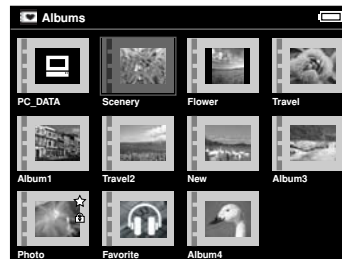 Albums
PC_DATA Scenery Flower Travel
Album1 Travel2 New Album3
Photo Favorite Album4